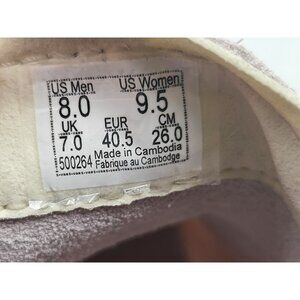 US Men US Women
8.0 9.5
UK EUR CM
7.0 40.5 26.0
500264 Made in Cambodia
Fabrique au Cambodge